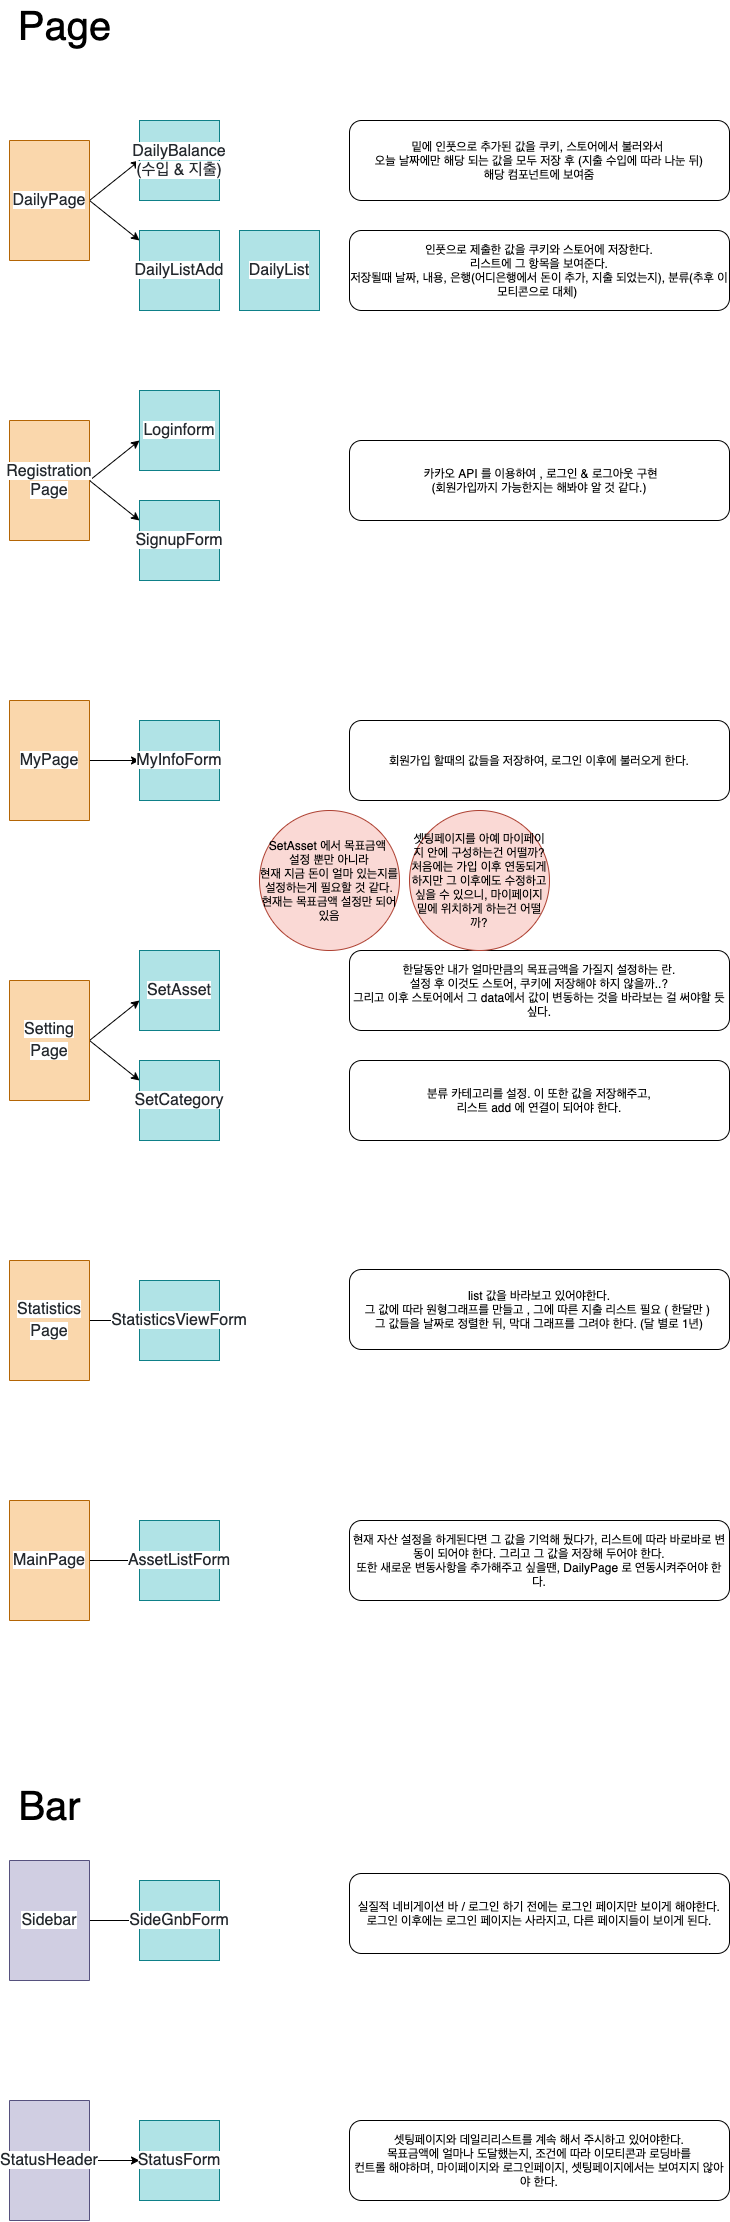 Page
DailyPage
DailyBalance
(수입 & 지출)
밑에 인풋으로 추가된 값을 쿠키, 스토어에서 불러와서
오늘 날짜에만 해당 되는 값을 모두 저장 후 (지출 수입에 따라 나눈 뒤)
해당 컴포넌트에 보여줌
DailyListAdd
DailyList
인풋으로 제출한 값을 쿠키와 스토어에 저장한다.
리스트에 그 항목을 보여준다.
저장될때 날짜, 내용, 은행(어디은행에서 돈이 추가, 지출 되었는지), 분류(추후 이
모티콘으로 대체)
Registration
Page
Loginform
SignupForm
카카오 API 를 이용하여 , 로그인 & 로그아웃 구현
(회원가입까지 가능한지는 해봐야 알 것 같다.)
MyPage
MyInfoForm
회원가입 할때의 값들을 저장하여, 로그인 이후에 불러오게 한다.
SetAsset 에서 목표금액
설정 뿐만 아니라
현재 지금 돈이 얼마 있는지를
설정하는게 필요할 것 같다.
현재는 목표금액 설정만 되어
있음
셋팅페이지를 아예 마이페이
지 안에 구성하는건 어떨까?
처음에는 가입 이후 연동되게
하지만 그 이후에도 수정하고
싶을 수 있으니, 마이페이지
밑에 위치하게 하는건 어떨
까?
Setting
Page
SetAsset
한달동안 내가 얼마만큼의 목표금액을 가질지 설정하는 란.
설정 후 이것도 스토어, 쿠키에 저장해야 하지 않을까..?
그리고 이후 스토어에서 그 data에서 값이 변동하는 것을 바라보는 걸 써야할 듯
싶다.
SetCategory
분류 카테고리를 설정. 이 또한 값을 저장해주고,
리스트 add 에 연결이 되어야 한다.
Statistics
Page
StatisticsViewForm
list 값을 바라보고 있어야한다.
그 값에 따라 원형그래프를 만들고 , 그에 따른 지출 리스트 필요 ( 한달만 )
그 값들을 날짜로 정렬한 뒤, 막대 그래프를 그려야 한다. (달 별로 1년)
MainPage
AssetListForm
현재 자산 설정을 하게된다면 그 값을 기억해 뒀다가, 리스트에 따라 바로바로 변
동이 되어야 한다. 그리고 그 값을 저장해 두어야 한다.
또한 새로운 변동사항을 추가해주고 싶을땐, DailyPage 로 연동시켜주어야 한
다.
Bar
Sidebar
SideGnbForm
실질적 네비게이션 바 / 로그인 하기 전에는 로그인 페이지만 보이게 해야한다.
로그인 이후에는 로그인 페이지는 사라지고, 다른 페이지들이 보이게 된다.
StatusHeader
StatusForm
셋팅페이지와 데일리리스트를 계속 해서 주시하고 있어야한다.
목표금액에 얼마나 도달했는지, 조건에 따라 이모티콘과 로딩바를
컨트롤 해야하며, 마이페이지와 로그인페이지, 셋팅페이지에서는 보여지지 않아
야 한다.